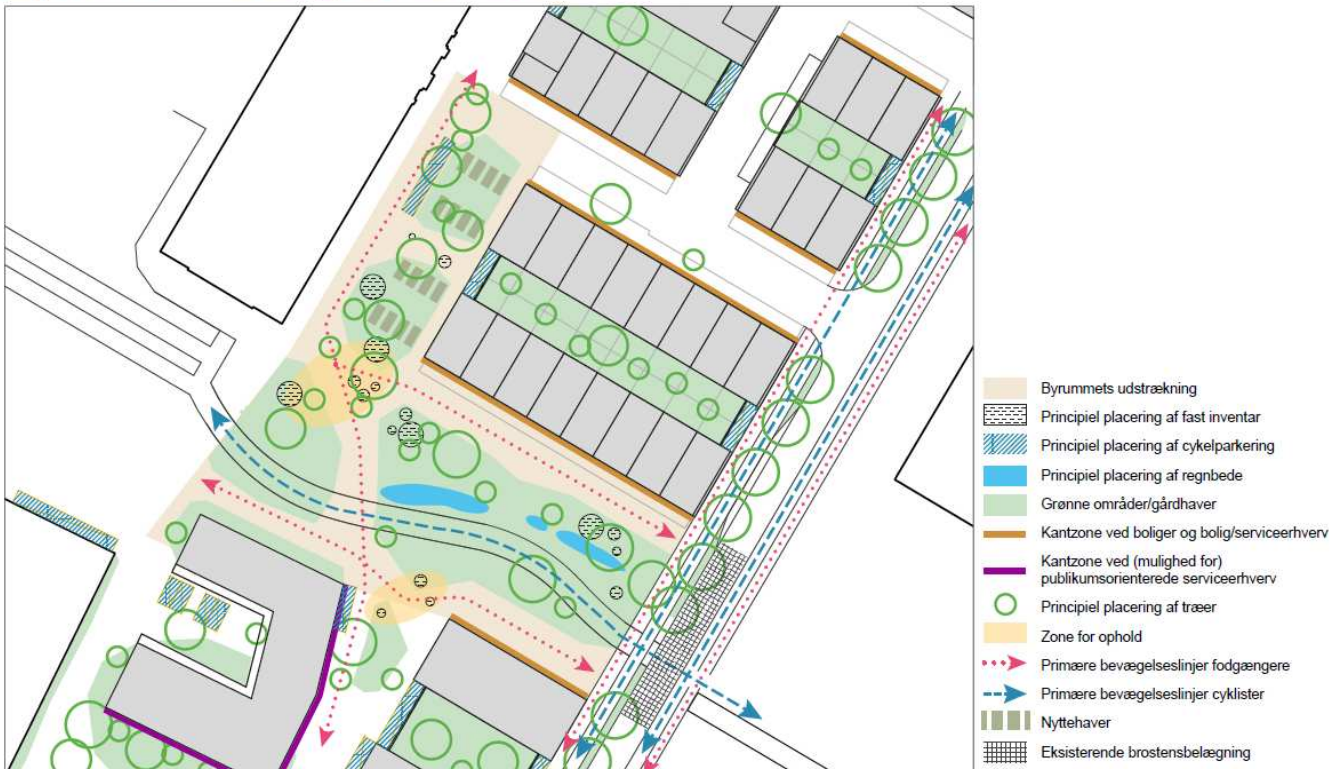 Byrummets udstrækning
Principiel placering af fast inventar
Principiel placering af cykelparkering
Principiel placering af regnbede
Grønne områder/gårdhaver
Kantzone ved boliger og bolig/serviceerhverv
Kantzone ved (mulighed for)
publikumsorienterede serviceerhverv
Principiel placering af træer
Zone for ophold
Primære bevægelseslinjer fodgængere
Primære bevægelseslinjer cyklister
Nyttehaver
Eksisterende brostensbelægning